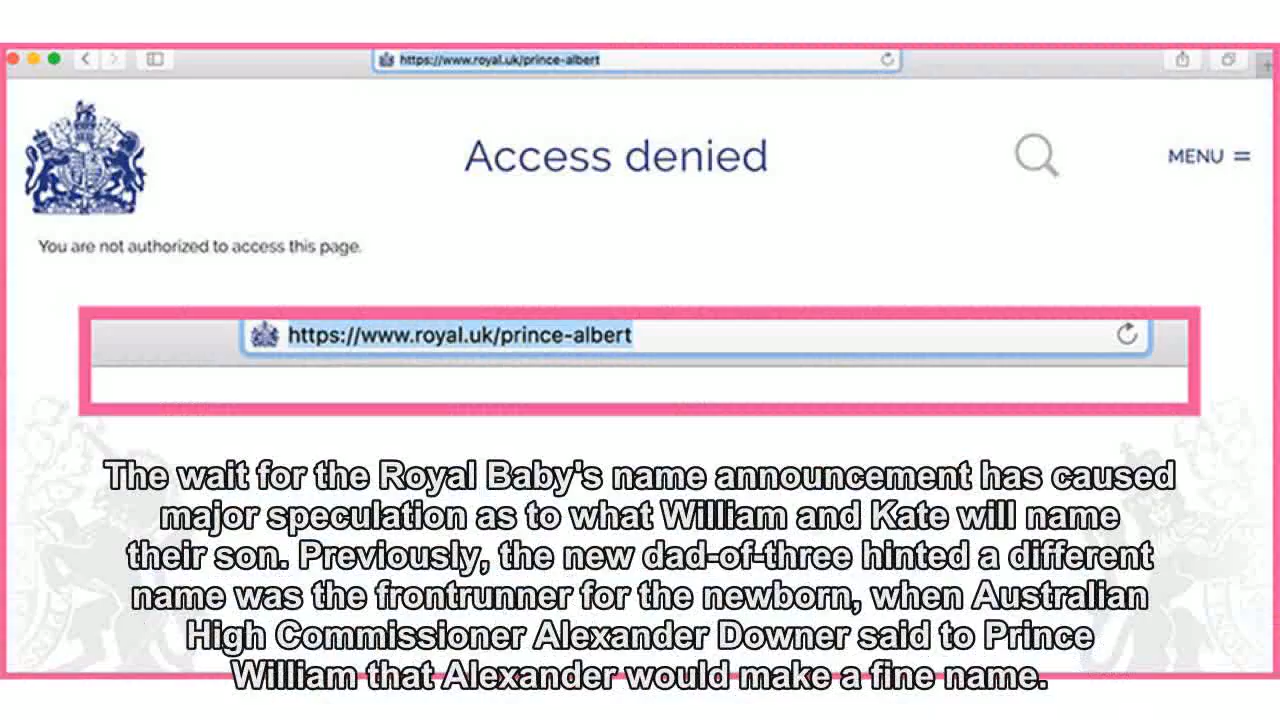 https://www.royal.uk/prince-albert
Access denied
MENU
You are not authorized to access this page.
https://www.royal.uk/prince-albert
The wait for the Royal Baby's name announcement has caused
major speculation as to what William and Kate will name
their son. Previously, the new dad-of-three hinted a different
name was the frontrunner for the newborn, when Australian
High Commissioner Alexander Downer said to Prince
William that Alexander would make a fine name.